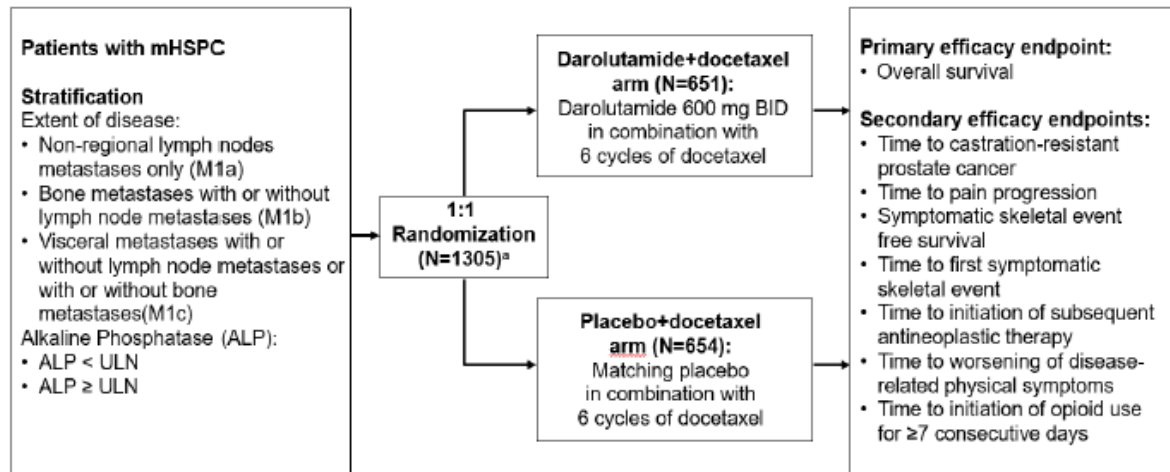 Patients with mHSPC
Stratification
Extent of disease:
• Non-regional lymph nodes
metastases only (M1a)
• Bone metastases with or without
lymph node metastases (M1b)
• Visceral metastases with or
without lymph node metastases or
with or without bone
metastases(M1c)
Alkaline Phosphatase (ALP):
• ALP < ULN
• ALP ≥ ULN
1:1
Randomization
(N=1305)ᵃ
Darolutamide+docetaxel
arm (N=651):
Darolutamide 600 mg BID
in combination with
6 cycles of docetaxel
Placebo+docetaxel
arm (N=654):
Matching placebo
in combination with
6 cycles of docetaxel
Primary efficacy endpoint:
• Overall survival
Secondary efficacy endpoints:
• Time to castration-resistant
prostate cancer
• Time to pain progression
• Symptomatic skeletal event
free survival
• Time to first symptomatic
skeletal event
• Time to initiation of subsequent
antineoplastic therapy
• Time to worsening of disease-
related physical symptoms
• Time to initiation of opioid use
for ≥7 consecutive days